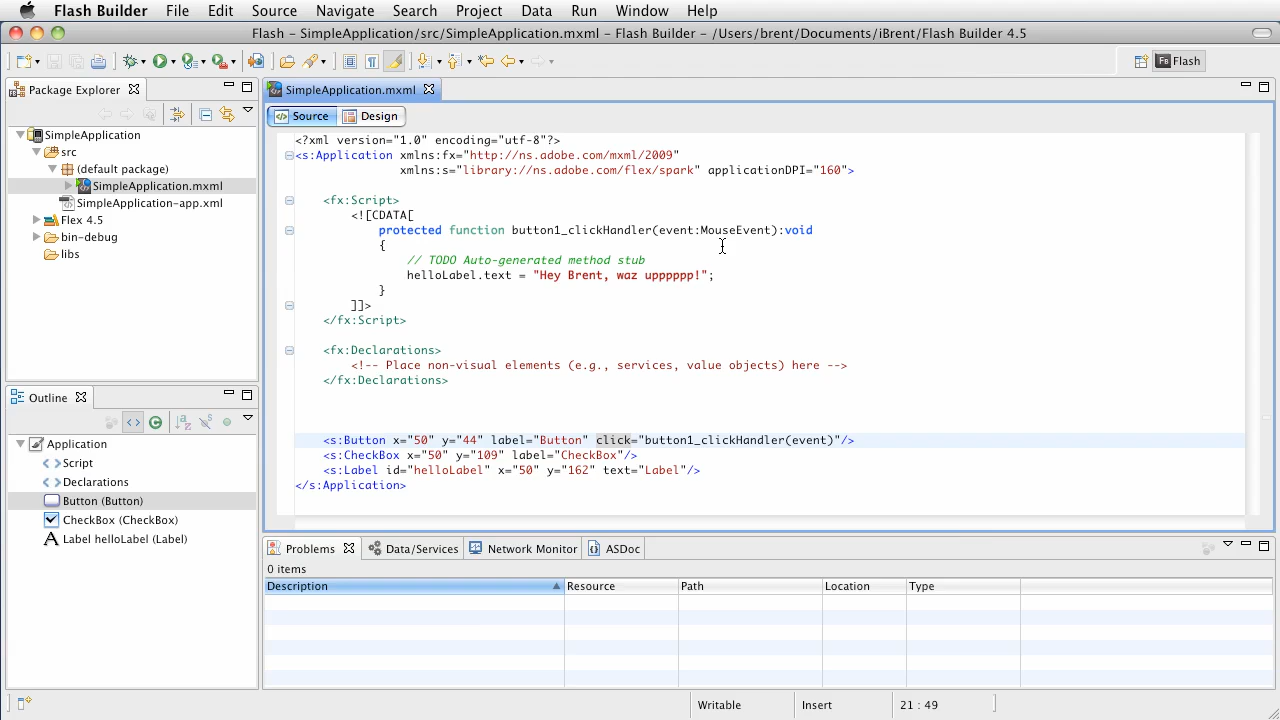 Flash Builder File Edit Source Navigate Search Project Data Run Window Help
Flash - SimpleApplication/src/SimpleApplication.mxml - Flash Builder - /Users/brent/Documents/iBrent/Flash Builder 4.5
Fb Flash
Package Explorer
SimpleApplication
src
(default package)
SimpleApplication.mxml
SimpleApplication-app.xml
Flex 4.5
bin-debug
libs
Outline
Application
Script
Declarations
Button (Button)
CheckBox (CheckBox)
Label helloLabel (Label)
SimpleApplication.mxml
Source Design
<?xml version="1.0" encoding="utf-8"?>
<s:Application xmlns:fx="http://ns.adobe.com/mxml/2009"
xmlns:s="library://ns.adobe.com/flex/spark" applicationDPI="160">
<fx:Script>
<![CDATA[
protected function button1_clickHandler(event:MouseEvent):void
{
// TODO Auto-generated method stub
helloLabel.text = "Hey Brent, waz upppppp!";
}
]]>
</fx:Script>
<fx:Declarations>
<!-- Place non-visual elements (e.g., services, value objects) here -->
</fx:Declarations>
<s:Button x="50" y="44" label="Button" click="button1_clickHandler(event)"/>
<s:CheckBox x="50" y="109" label="CheckBox"/>
<s:Label id="helloLabel" x="50" y="162" text="Label"/>
</s:Application>
Problems Data/Services Network Monitor ASDoc
0 items
Description Resource Path Location Type
Writable Insert 21 : 49